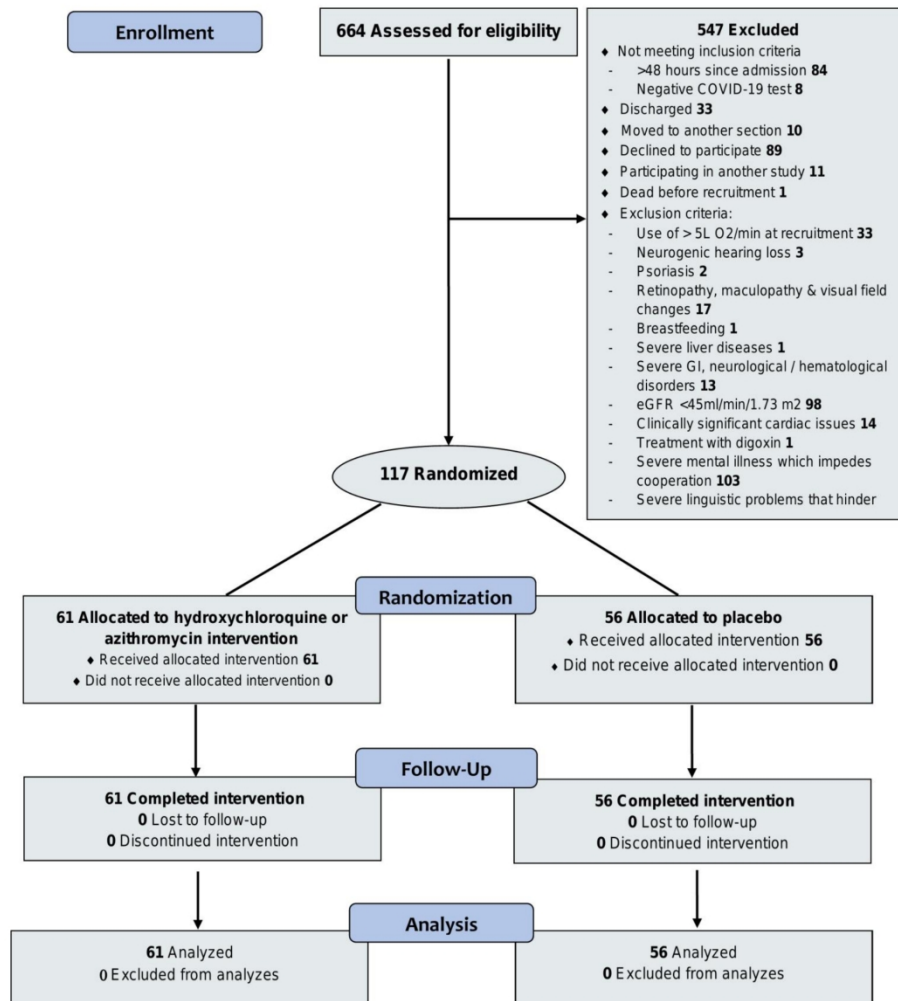 Enrollment
664 Assessed for eligibility
547 Excluded
♦ Not meeting inclusion criteria
- >48 hours since admission 84
- Negative COVID-19 test 8
♦ Discharged 33
♦ Moved to another section 10
♦ Declined to participate 89
♦ Participating in another study 11
♦ Dead before recruitment 1
♦ Exclusion criteria:
- Use of > 5L O2/min at recruitment 33
- Neurogenic hearing loss 3
- Psoriasis 2
- Retinopathy, maculopathy & visual field
changes 17
- Breastfeeding 1
- Severe liver diseases 1
- Severe GI, neurological / hematological
disorders 13
- eGFR <45ml/min/1.73 m2 98
- Clinically significant cardiac issues 14
- Treatment with digoxin 1
- Severe mental illness which impedes
cooperation 103
- Severe linguistic problems that hinder
117 Randomized
Randomization
61 Allocated to hydroxychloroquine or
azithromycin intervention
♦ Received allocated intervention 61
♦ Did not receive allocated intervention 0
56 Allocated to placebo
♦ Received allocated intervention 56
♦ Did not receive allocated intervention 0
Follow-Up
61 Completed intervention
0 Lost to follow-up
0 Discontinued intervention
56 Completed intervention
0 Lost to follow-up
0 Discontinued intervention
Analysis
61 Analyzed
0 Excluded from analyzes
56 Analyzed
0 Excluded from analyzes